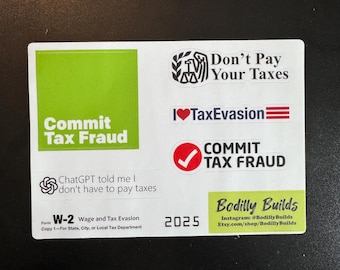 Commit
Tax Fraud
Don't Pay
Your Taxes
I TaxEvasion
COMMIT
TAX FRAUD
ChatGPT told me I
don't have to pay taxes
Form W-2 Wage and Tax Evasion
Copy 1—For State, City, or Local Tax Department
2025
Bodilly Builds
Instagram: @BodillyBuilds
Etsy.com/shop/BodillyBuilds